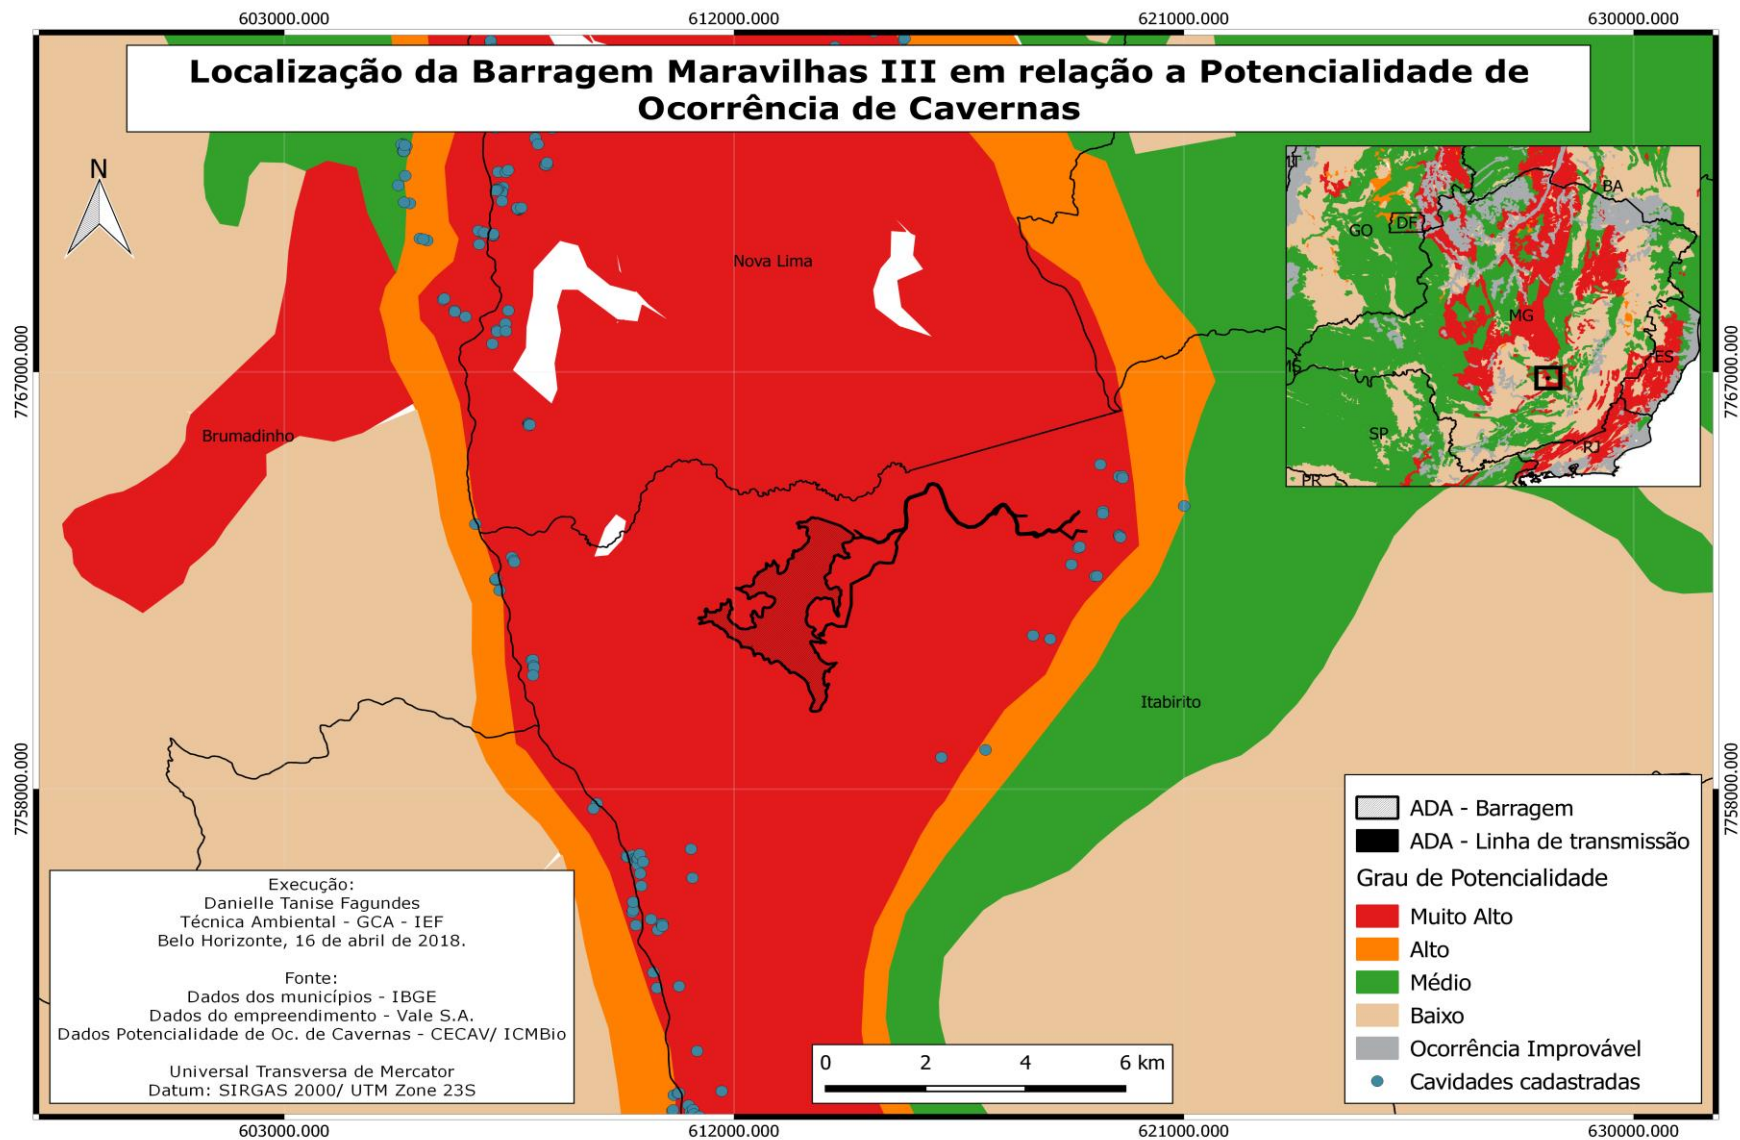 603000.000
612000.000
621000.000
630000.000
Localização da Barragem Maravilhas III em relação a Potencialidade de
Ocorrência de Cavernas
N
Nova Lima
Brumadinho
Itabirito
7767000.000
7767000.000
7758000.000
7758000.000
BA
GO
DF
MG
ES
MS
SP
RJ
PR
Execução:
Danielle Tanise Fagundes
Técnica Ambiental - GCA - IEF
Belo Horizonte, 16 de abril de 2018.
Fonte:
Dados dos municípios - IBGE
Dados do empreendimento - Vale S.A.
Dados Potencialidade de Oc. de Cavernas - CECAV/ ICMBio
Universal Transversa de Mercator
Datum: SIRGAS 2000/ UTM Zone 23S
0 2 4 6 km
ADA - Barragem
ADA - Linha de transmissão
Grau de Potencialidade
Muito Alto
Alto
Médio
Baixo
Ocorrência Improvável
Cavidades cadastradas
603000.000
612000.000
621000.000
630000.000